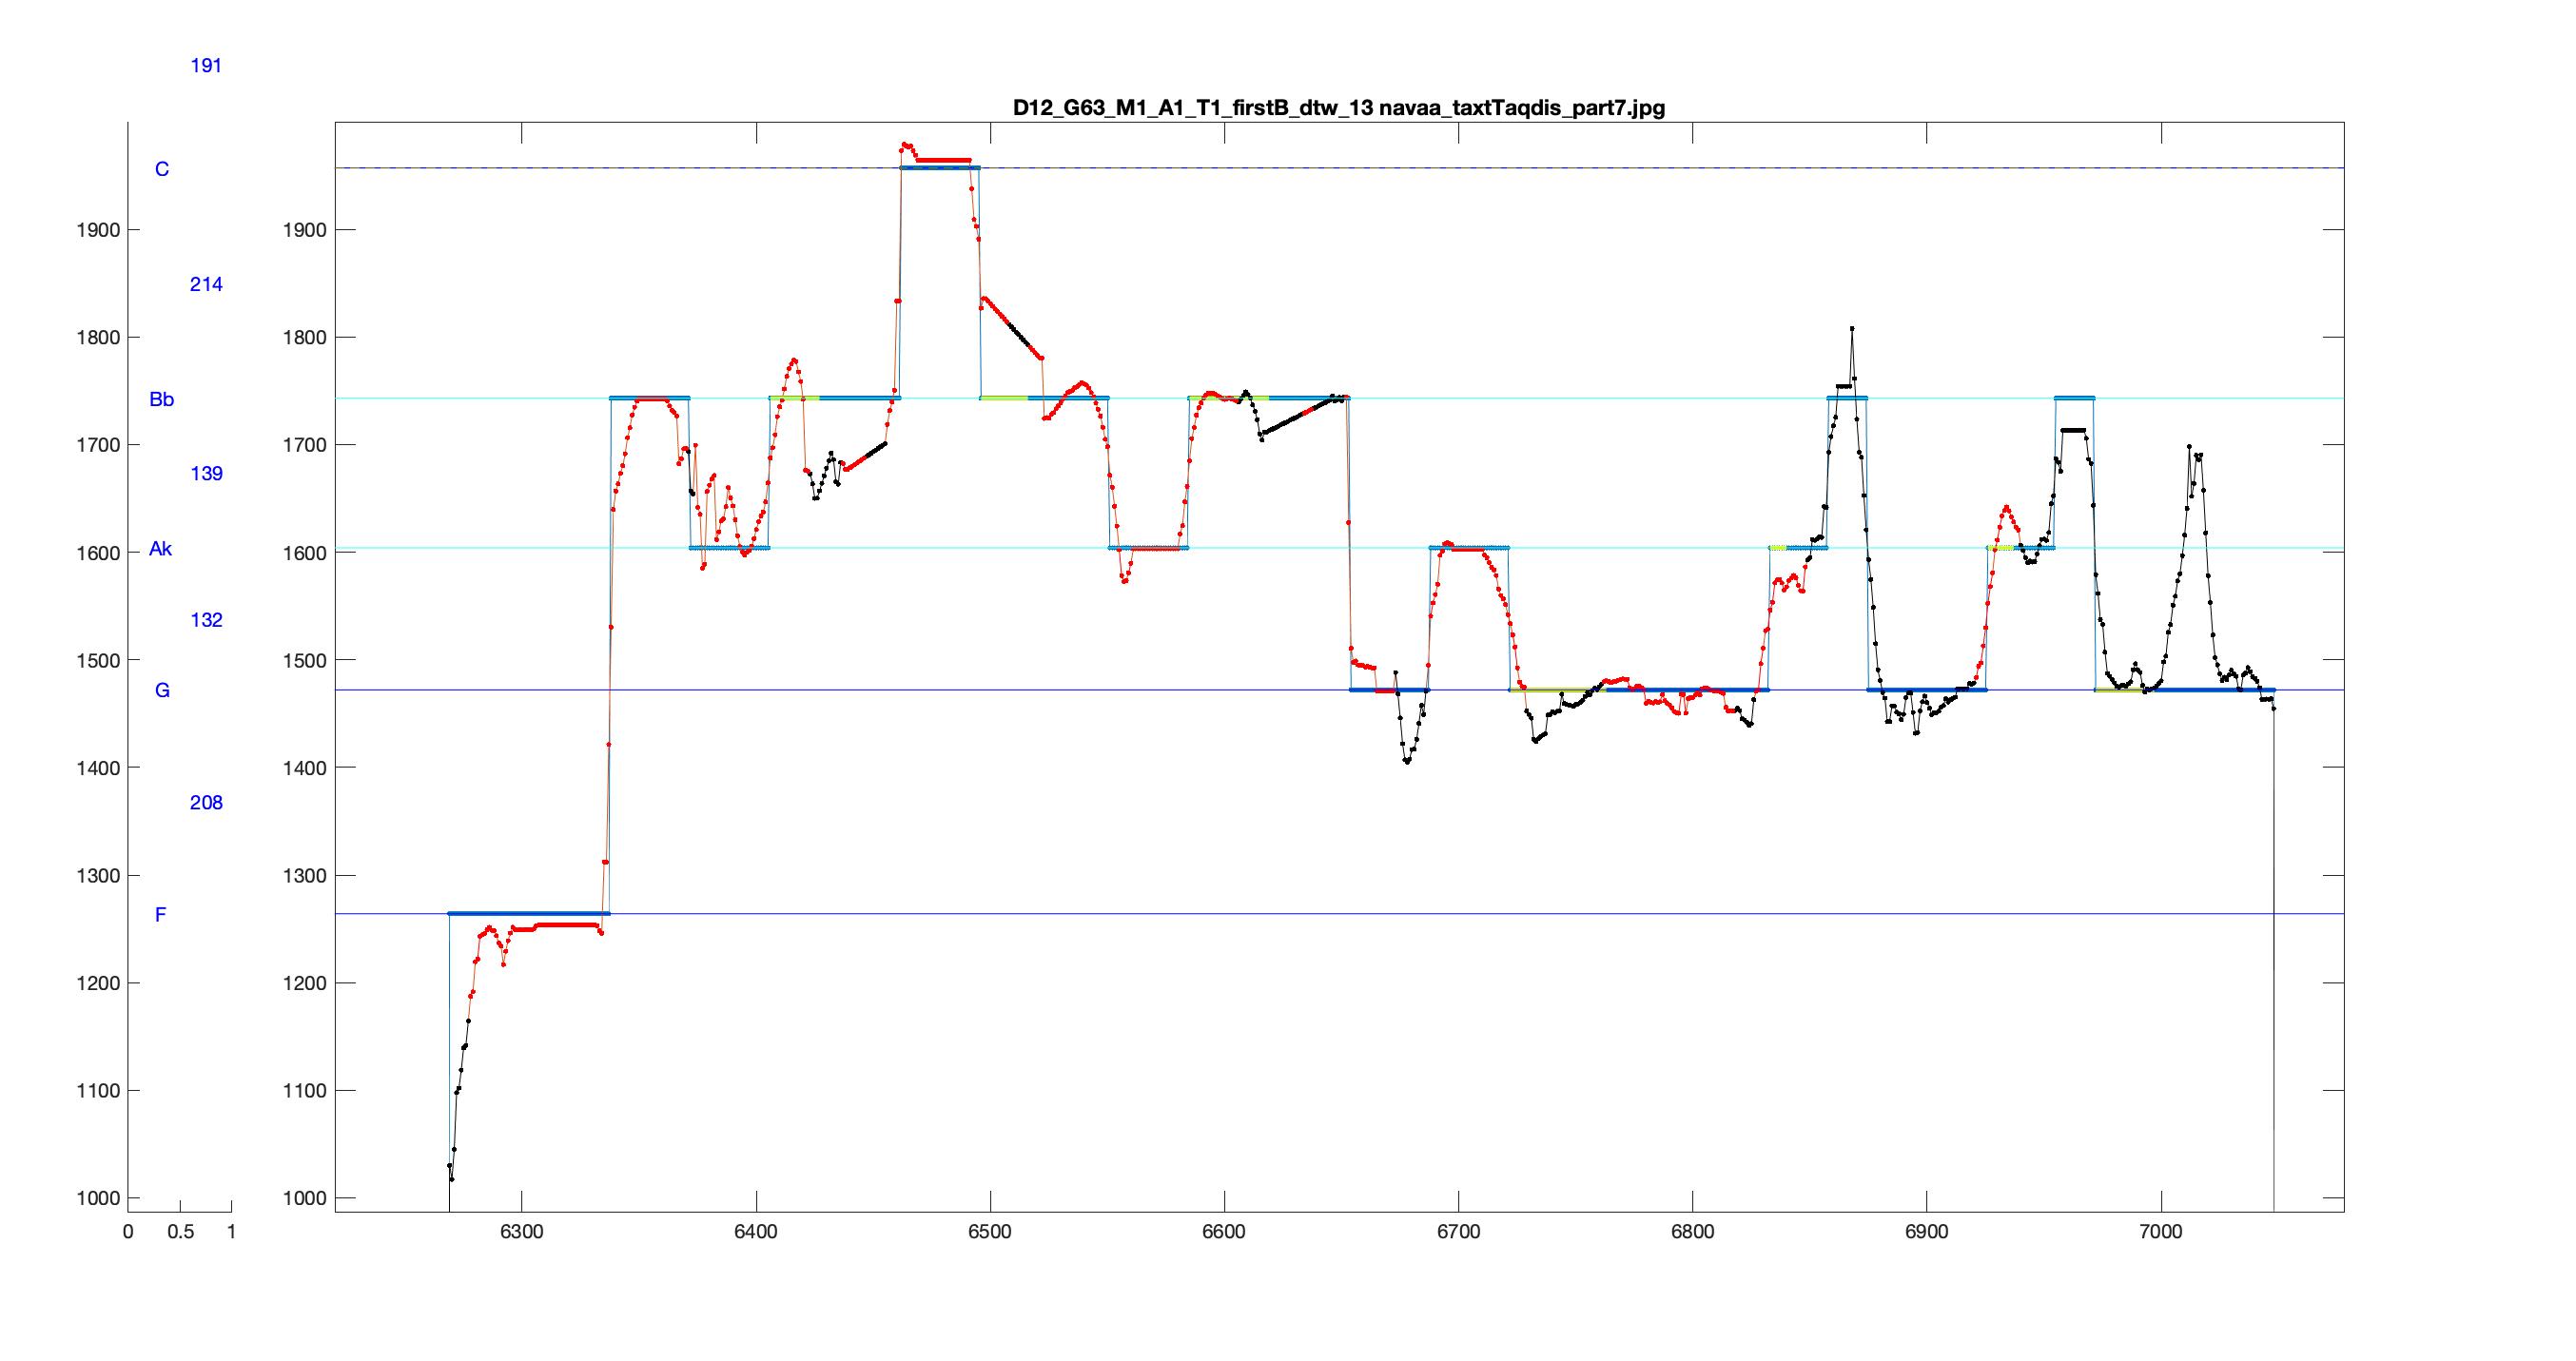 191
D12_G63_M1_A1_T1_firstB_dtw_13 navaa_taxtTaqdis_part7.jpg
C
1900 1900
214
1800 1800
Bb
1700 1700
139
1600 Ak 1600
132
1500 1500
G
1400 1400
208
1300 1300
F
1200 1200
1100 1100
1000 1000
0 0.5 1 6300 6400 6500 6600 6700 6800 6900 7000